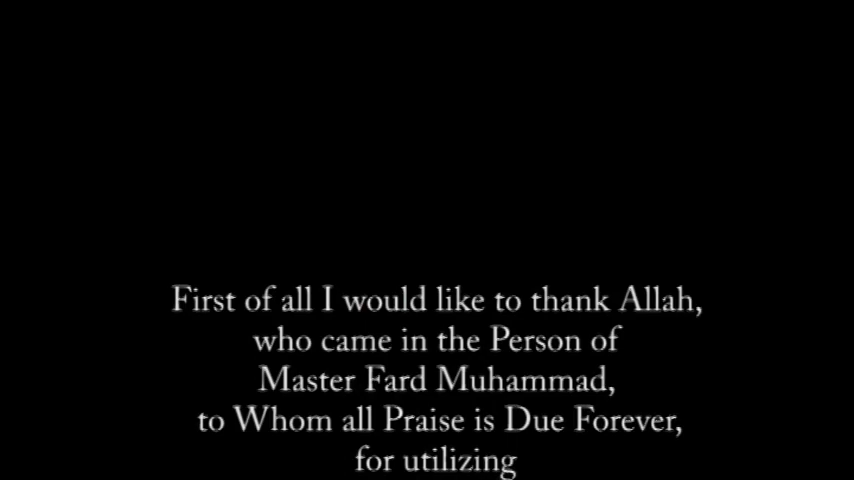 First of all I would like to thank Allah,
who came in the Person of
Master Fard Muhammad,
to Whom all Praise is Due Forever,
for utilizing